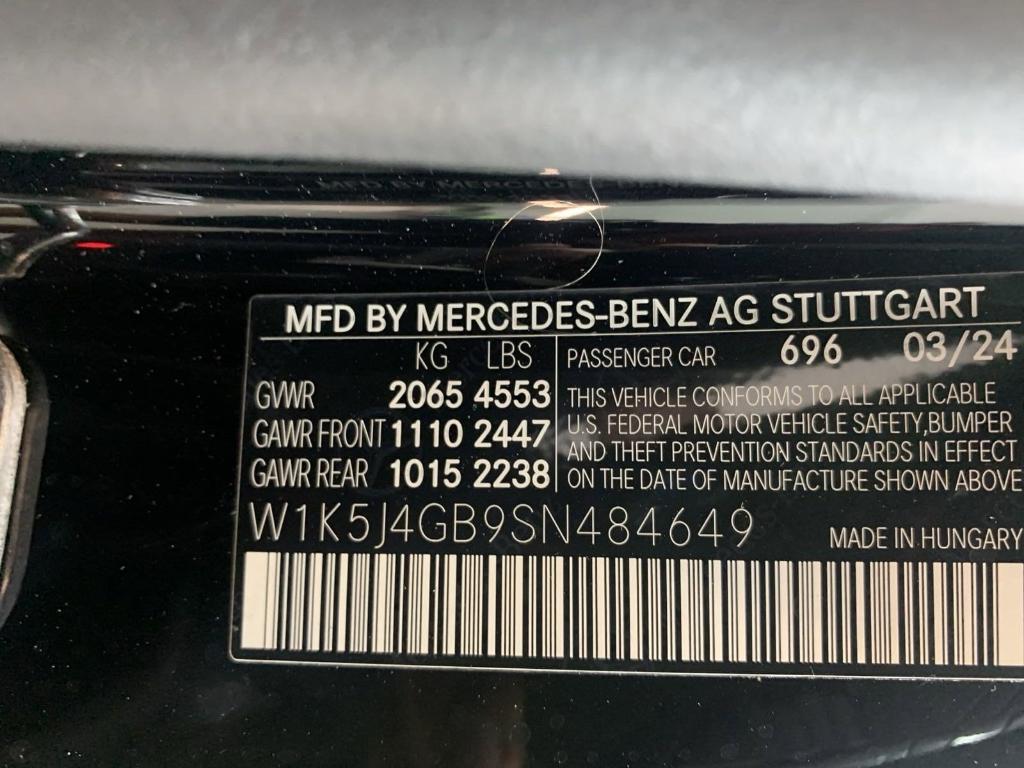 MFD BY MERCEDES-BENZ AG STUTTGART
KG LBS
GVWR 2065 4553
GAWR FRONT 1110 2447
GAWR REAR 1015 2238
PASSENGER CAR 696 03/24
THIS VEHICLE CONFORMS TO ALL APPLICABLE
U.S. FEDERAL MOTOR VEHICLE SAFETY,BUMPER
AND THEFT PREVENTION STANDARDS IN EFFECT
ON THE DATE OF MANUFACTURE SHOWN ABOVE
W1K5J4GB9SN484649
MADE IN HUNGARY